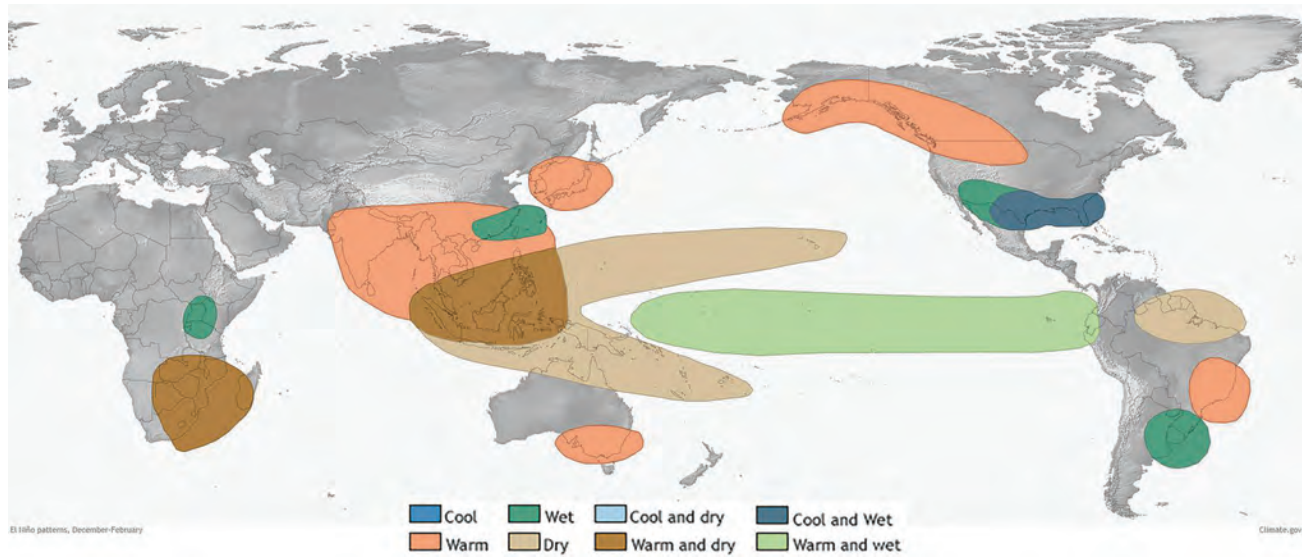 El Niño patterns, December-February
Climate.gov
Cool
Wet
Cool and dry
Cool and Wet
Warm
Dry
Warm and dry
Warm and wet